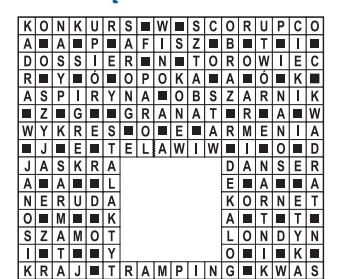 KONKURS W SCORUPCO
A A P AFISZ B T I
DOSSIER N TOROWIEC
R Y Ó OPOKA A Ó K
ASPIRYNA OBSZARNIK
Z G GRANAT R A W
WYKRES O E ARMENIA
J E TELAWIW I O D
JASKRA DANSER
A A L E A A
NERUDA KORNET
O M K A T T
SZAMOT LONDYN
I T Y O I K
KRAJ TRAMPING KWAS